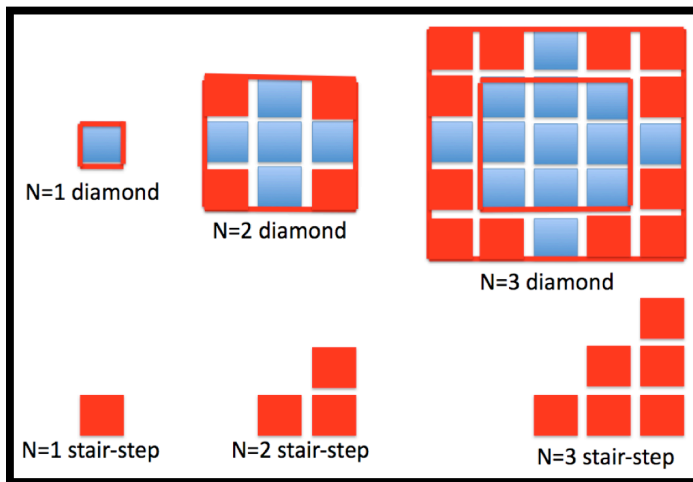 N=1 diamond
N=2 diamond
N=3 diamond
N=1 stair-step
N=2 stair-step
N=3 stair-step